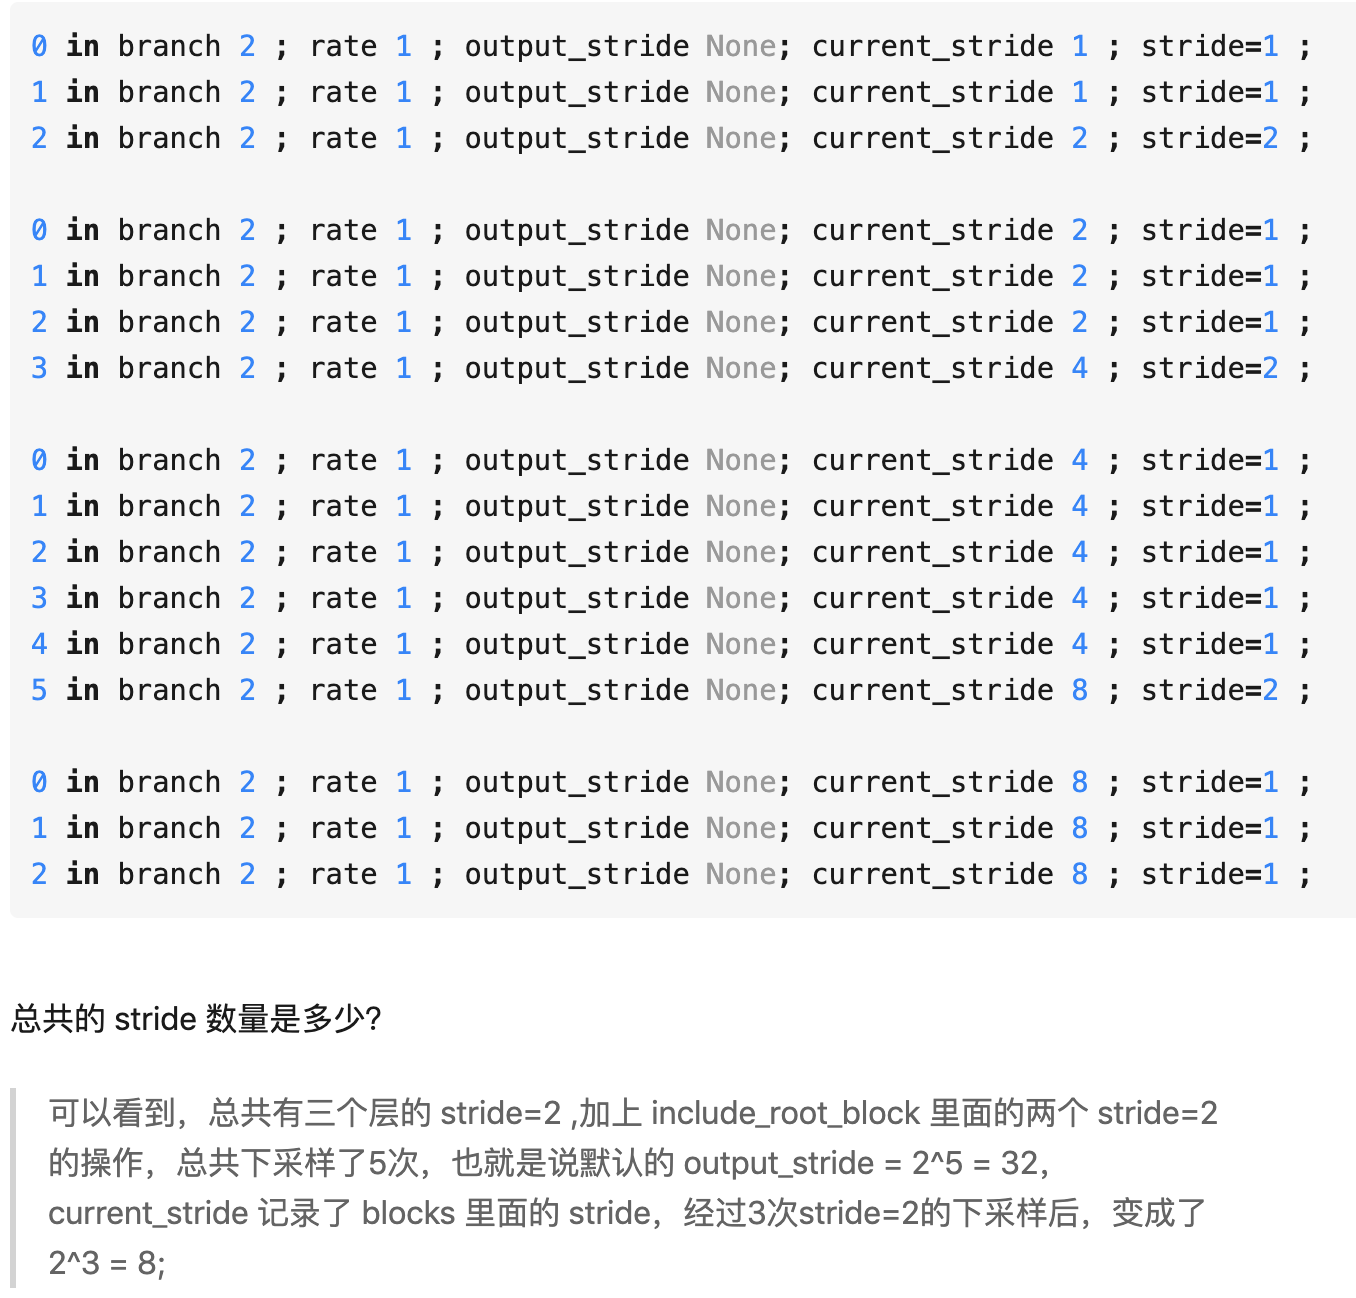 0 in branch 2 ; rate 1 ; output_stride None; current_stride 1 ; stride=1 ;
1 in branch 2 ; rate 1 ; output_stride None; current_stride 1 ; stride=1 ;
2 in branch 2 ; rate 1 ; output_stride None; current_stride 2 ; stride=2 ;
0 in branch 2 ; rate 1 ; output_stride None; current_stride 2 ; stride=1 ;
1 in branch 2 ; rate 1 ; output_stride None; current_stride 2 ; stride=1 ;
2 in branch 2 ; rate 1 ; output_stride None; current_stride 2 ; stride=1 ;
3 in branch 2 ; rate 1 ; output_stride None; current_stride 4 ; stride=2 ;
0 in branch 2 ; rate 1 ; output_stride None; current_stride 4 ; stride=1 ;
1 in branch 2 ; rate 1 ; output_stride None; current_stride 4 ; stride=1 ;
2 in branch 2 ; rate 1 ; output_stride None; current_stride 4 ; stride=1 ;
3 in branch 2 ; rate 1 ; output_stride None; current_stride 4 ; stride=1 ;
4 in branch 2 ; rate 1 ; output_stride None; current_stride 4 ; stride=1 ;
5 in branch 2 ; rate 1 ; output_stride None; current_stride 8 ; stride=2 ;
0 in branch 2 ; rate 1 ; output_stride None; current_stride 8 ; stride=1 ;
1 in branch 2 ; rate 1 ; output_stride None; current_stride 8 ; stride=1 ;
2 in branch 2 ; rate 1 ; output_stride None; current_stride 8 ; stride=1 ;
总共的 stride 数量是多少?
可以看到，总共有三个层的 stride=2 ,加上 include_root_block 里面的两个 stride=2
的操作，总共下采样了5次，也就是说默认的 output_stride = 2^5 = 32，
current_stride 记录了 blocks 里面的 stride，经过3次stride=2的下采样后，变成了
2^3 = 8;